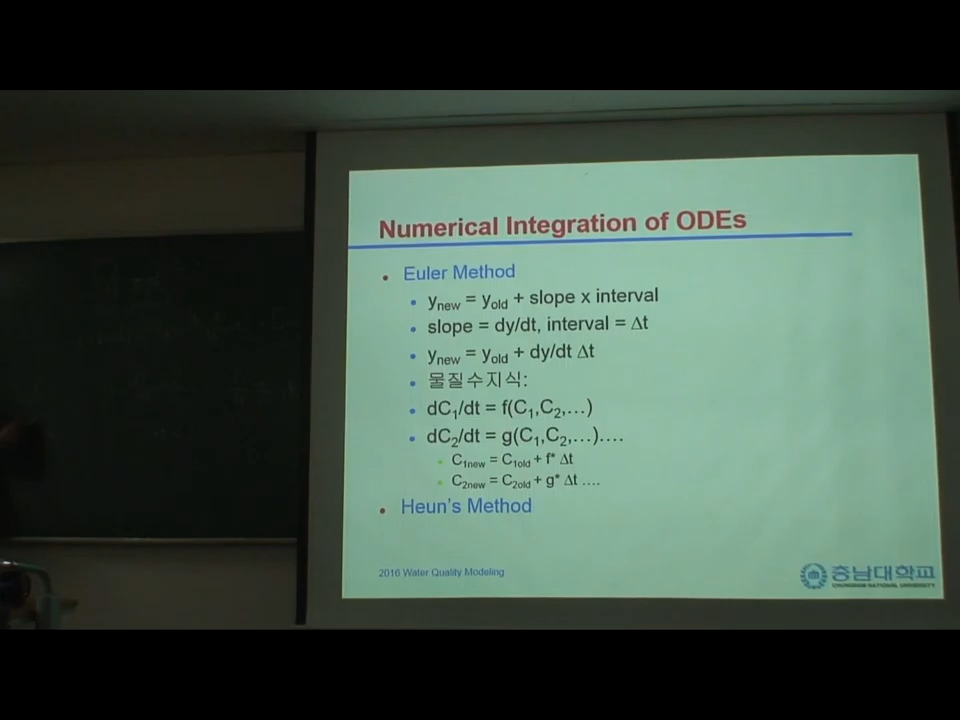 Numerical Integration of ODEs
• Euler Method
• yₙₑw = yₒₗd + slope x interval
• slope = dy/dt, interval = Δt
• yₙₑw = yₒₗd + dy/dt Δt
• 물질수지식:
• dC₁/dt = f(C₁,C₂,…)
• dC₂/dt = g(C₁,C₂,…)….
• C₁ₙₑw = C₁ₒₗd + f* Δt
• C₂ₙₑw = C₂ₒₗd + g* Δt ….
• Heun's Method
2016 Water Quality Modeling
충남대학교
CHUNGNAM NATIONAL UNIVERSITY